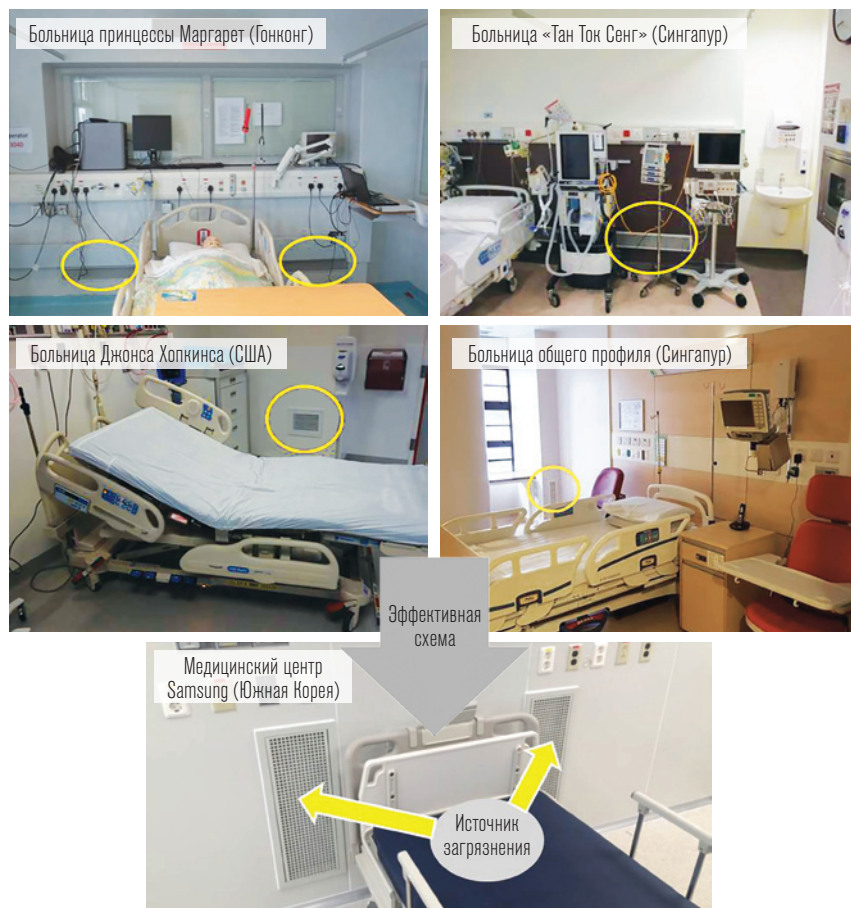 Больница принцессы Маргарет (Гонконг)
Больница «Тан Ток Сенг» (Сингапур)
Больница Джонса Хопкинса (США)
Больница общего профиля (Сингапур)
Эффективная
схема
Медицинский центр
Samsung (Южная Корея)
Источник
загрязнения